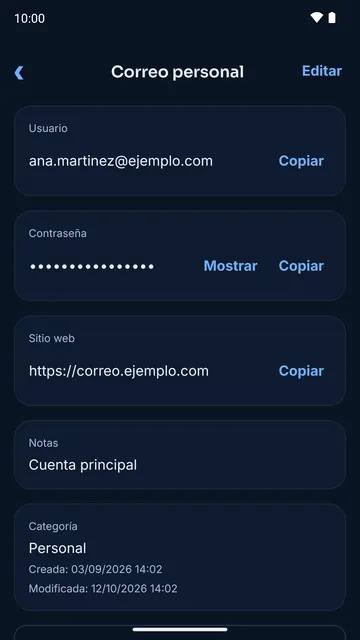 10:00
Correo personal
Editar
Usuario
ana.martinez@ejemplo.com
Copiar
Contraseña
••••••••••••••••
Mostrar
Copiar
Sitio web
https://correo.ejemplo.com
Copiar
Notas
Cuenta principal
Categoría
Personal
Creada: 03/09/2026 14:02
Modificada: 12/10/2026 14:02